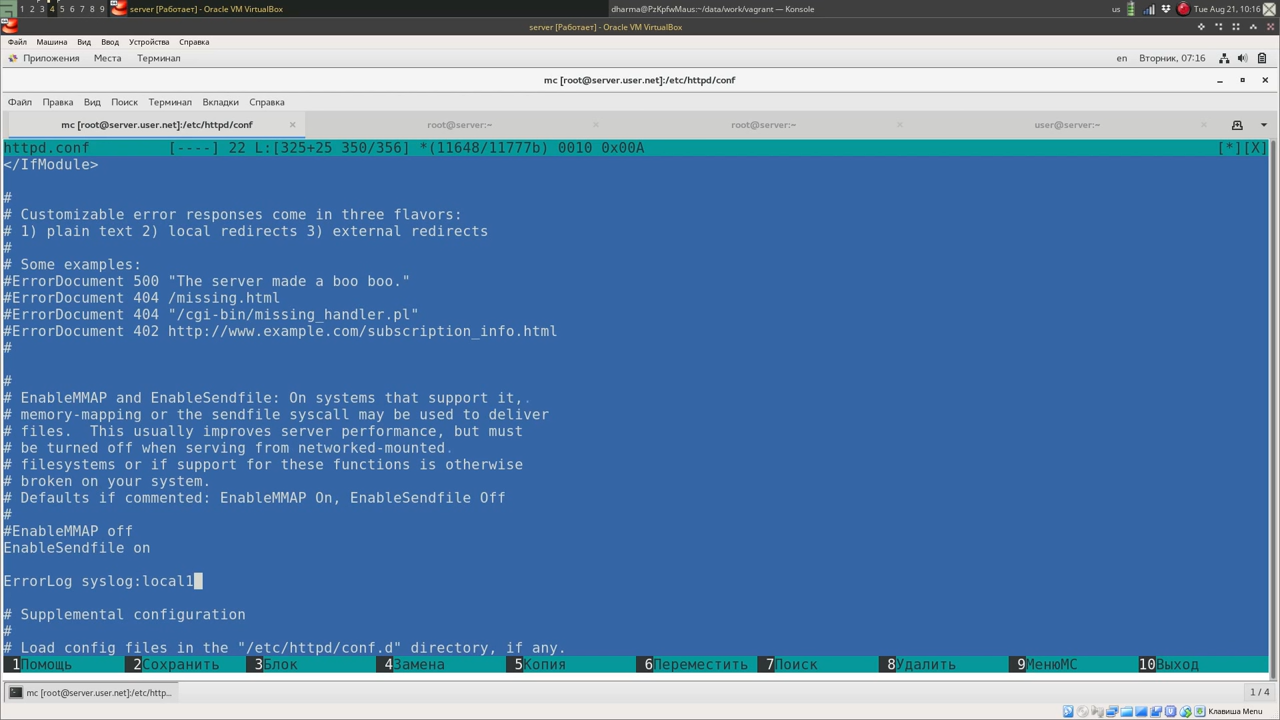 1 2 3 4 5 6 7 8 9 server [Работает] - Oracle VM VirtualBox dharma@PzKpfwMaus:~/data/work/vagrant — Konsole us Tue Aug 21, 10:16
server [Работает] - Oracle VM VirtualBox
Файл Машина Вид Ввод Устройства Справка
Приложения Места Терминал en Вторник, 07:16
mc [root@server.user.net]:/etc/httpd/conf
Файл Правка Вид Поиск Терминал Вкладки Справка
mc [root@server.user.net]:/etc/httpd/conf × root@server:~ × root@server:~ × user@server:~ ×
httpd.conf [----] 22 L:[325+25 350/356] *(11648/11777b) 0010 0x00A [*][X]
</IfModule>
#
# Customizable error responses come in three flavors:
# 1) plain text 2) local redirects 3) external redirects
#
# Some examples:
#ErrorDocument 500 "The server made a boo boo."
#ErrorDocument 404 /missing.html
#ErrorDocument 404 "/cgi-bin/missing_handler.pl"
#ErrorDocument 402 http://www.example.com/subscription_info.html
#
#
# EnableMMAP and EnableSendfile: On systems that support it,.
# memory-mapping or the sendfile syscall may be used to deliver
# files.  This usually improves server performance, but must
# be turned off when serving from networked-mounted.
# filesystems or if support for these functions is otherwise
# broken on your system.
# Defaults if commented: EnableMMAP On, EnableSendfile Off
#
#EnableMMAP off
EnableSendfile on
ErrorLog syslog:local1
# Supplemental configuration
#
# Load config files in the "/etc/httpd/conf.d" directory, if any.
1Помощь 2Сохранить 3Блок 4Замена 5Копия 6Переместить 7Поиск 8Удалить 9МенюMC 10Выход
mc [root@server.user.net]:/etc/http... 1 / 4
Клавиша Menu